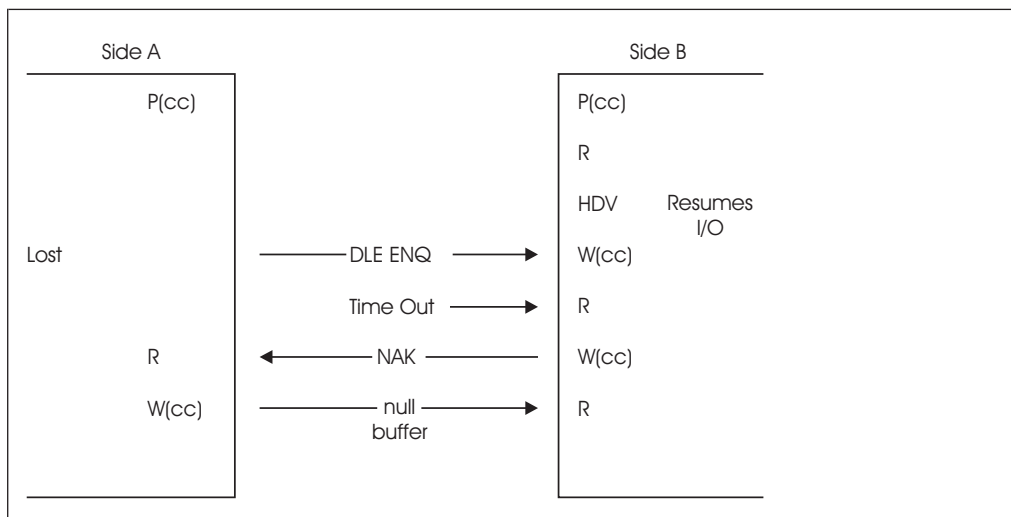 Side A Side B
P(cc) P(cc)
R
HDV Resumes
I/O
Lost DLE ENQ W(cc)
Time Out R
R NAK W(cc)
W(cc) null R
buffer